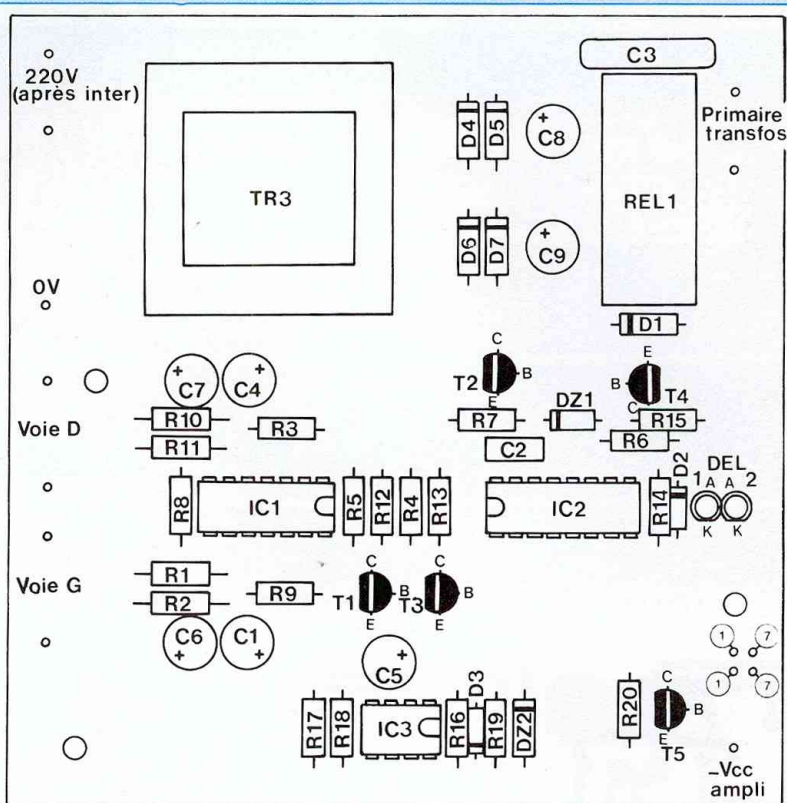 C3
220V
(après inter)
Primaire
transfos
D4
D5
+
C8
TR3
REL1
D6
D7
+
C9
0V
D1
C
B
E
T2
E
B
C
T4
+
C7
+
C4
R10
R11
R3
R7
DZ1
R15
R6
C2
Voie D
D2
DEL
1 A A 2
K K
R8
IC1
R5
R12
R4
R13
IC2
R14
Voie G
R1
R2
R9
C
B
E
T1
C
B
E
T3
C6
+
C1
+
C5
+
1
7
1
7
D3
R17
R18
IC3
R16
R19
DZ2
R20
C
B
E
T5
-Vcc
ampli